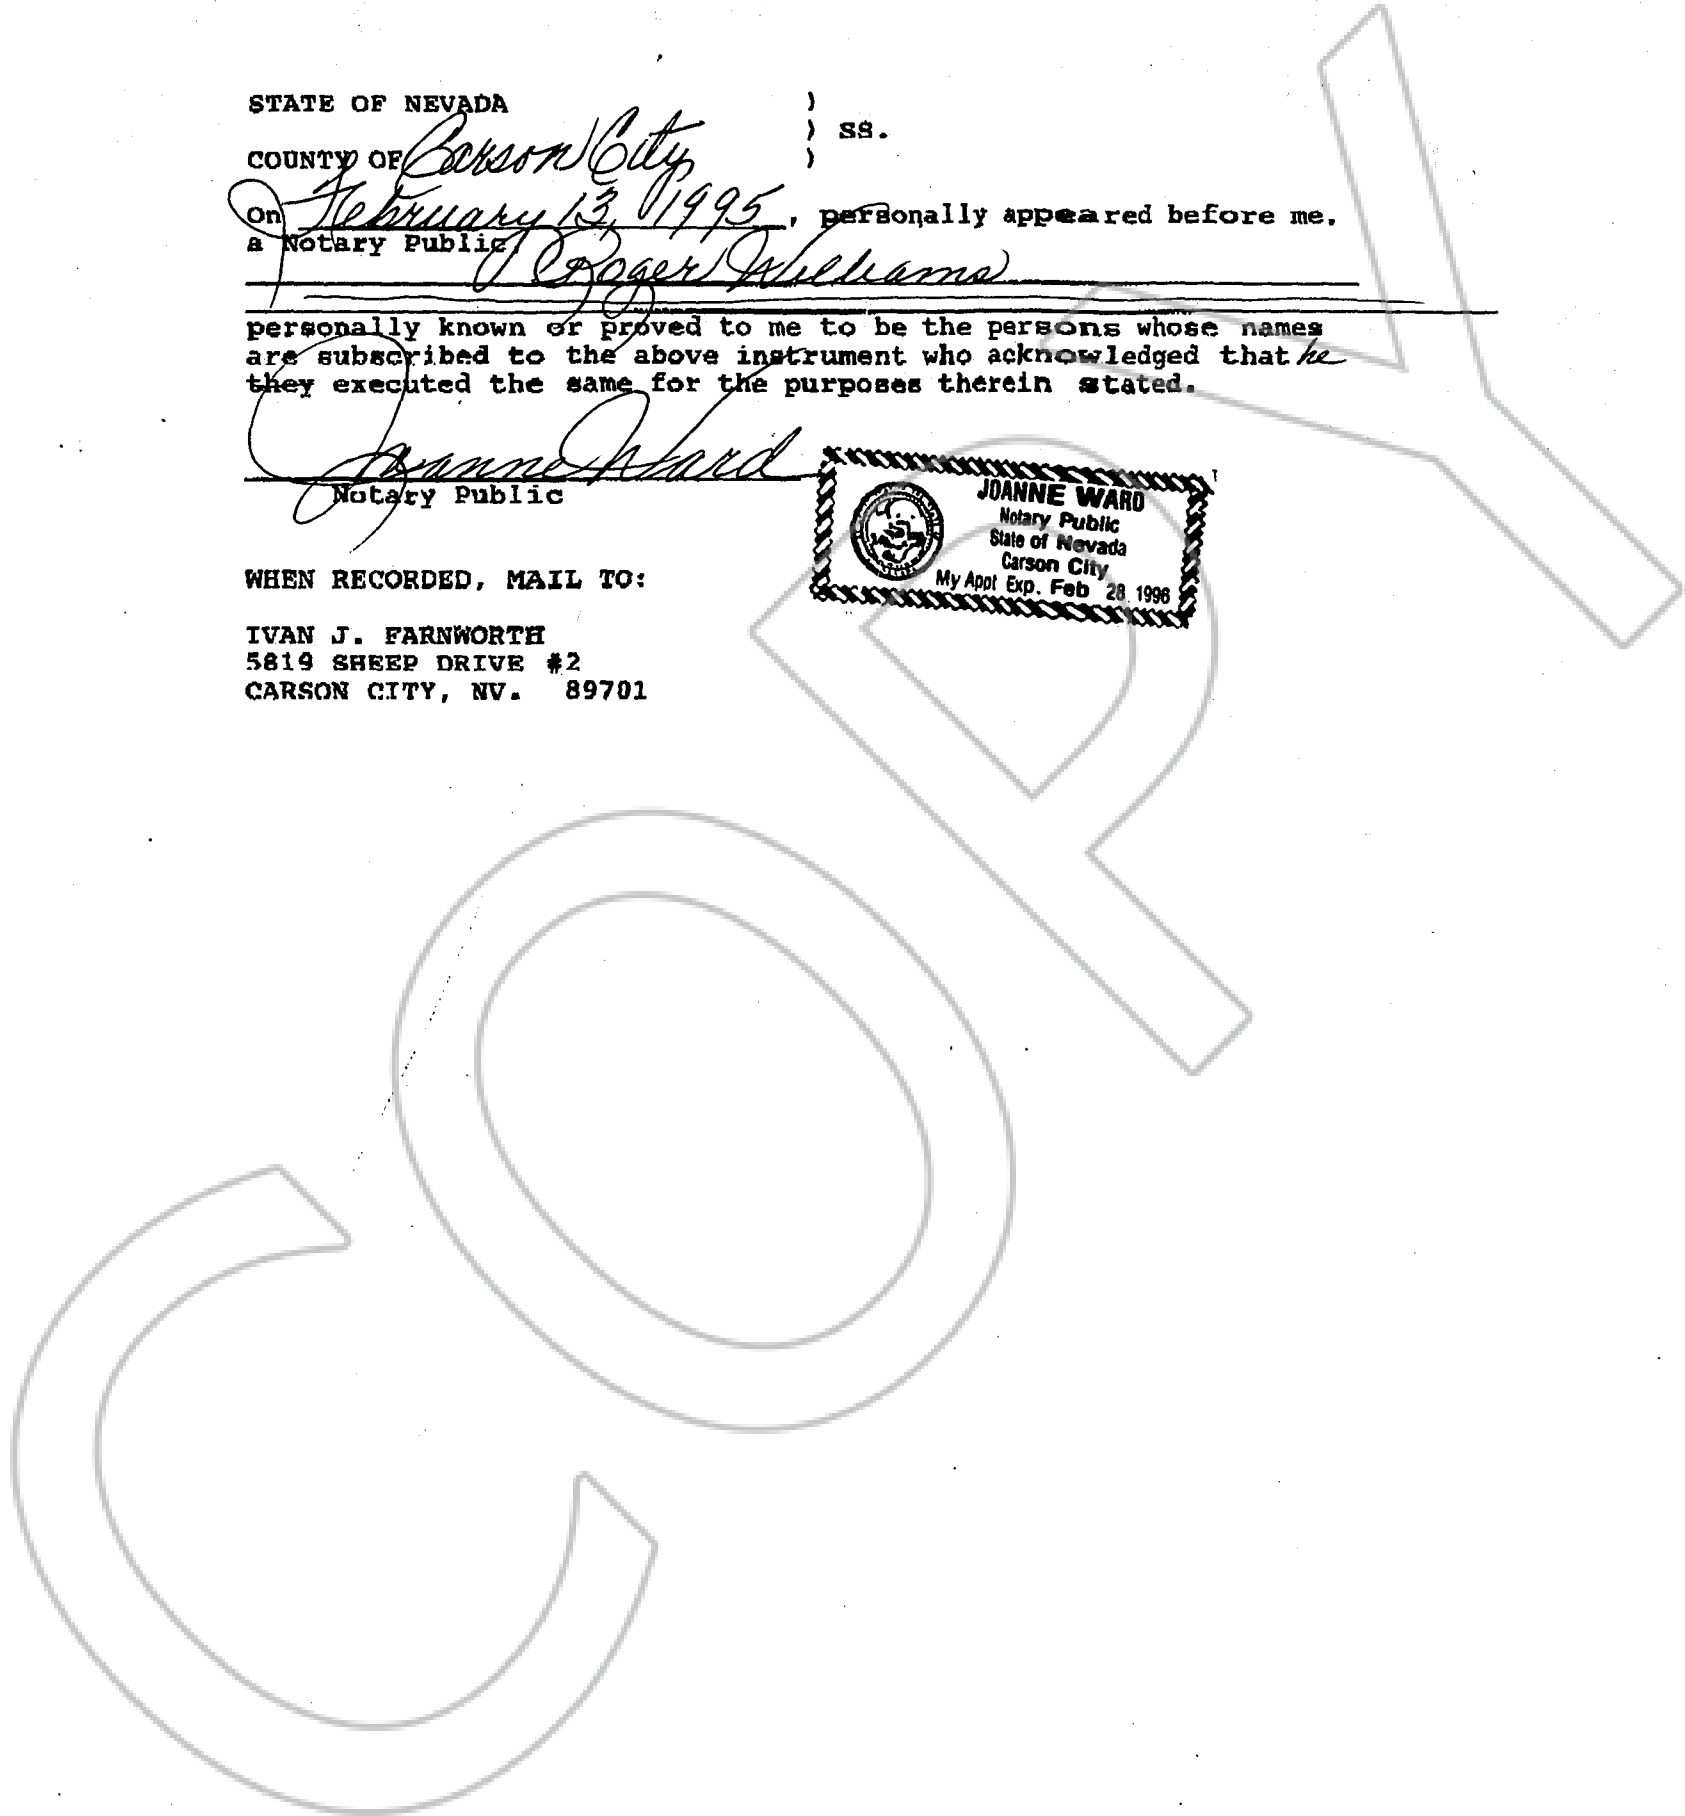 STATE OF NEVADA )
) ss.
COUNTY OF Carson City )
On February 13, 1995, personally appeared before me,
a Notary Public,
Roger Williams
personally known or proved to me to be the persons whose names
are subscribed to the above instrument who acknowledged that he
they executed the same for the purposes therein stated.
Joanne Ward
Notary Public
JOANNE WARD
Notary Public
State of Nevada
Carson City
My Appt Exp. Feb 28 1996
WHEN RECORDED, MAIL TO:
IVAN J. FARNWORTH
5819 SHEEP DRIVE #2
CARSON CITY, NV. 89701
COPY